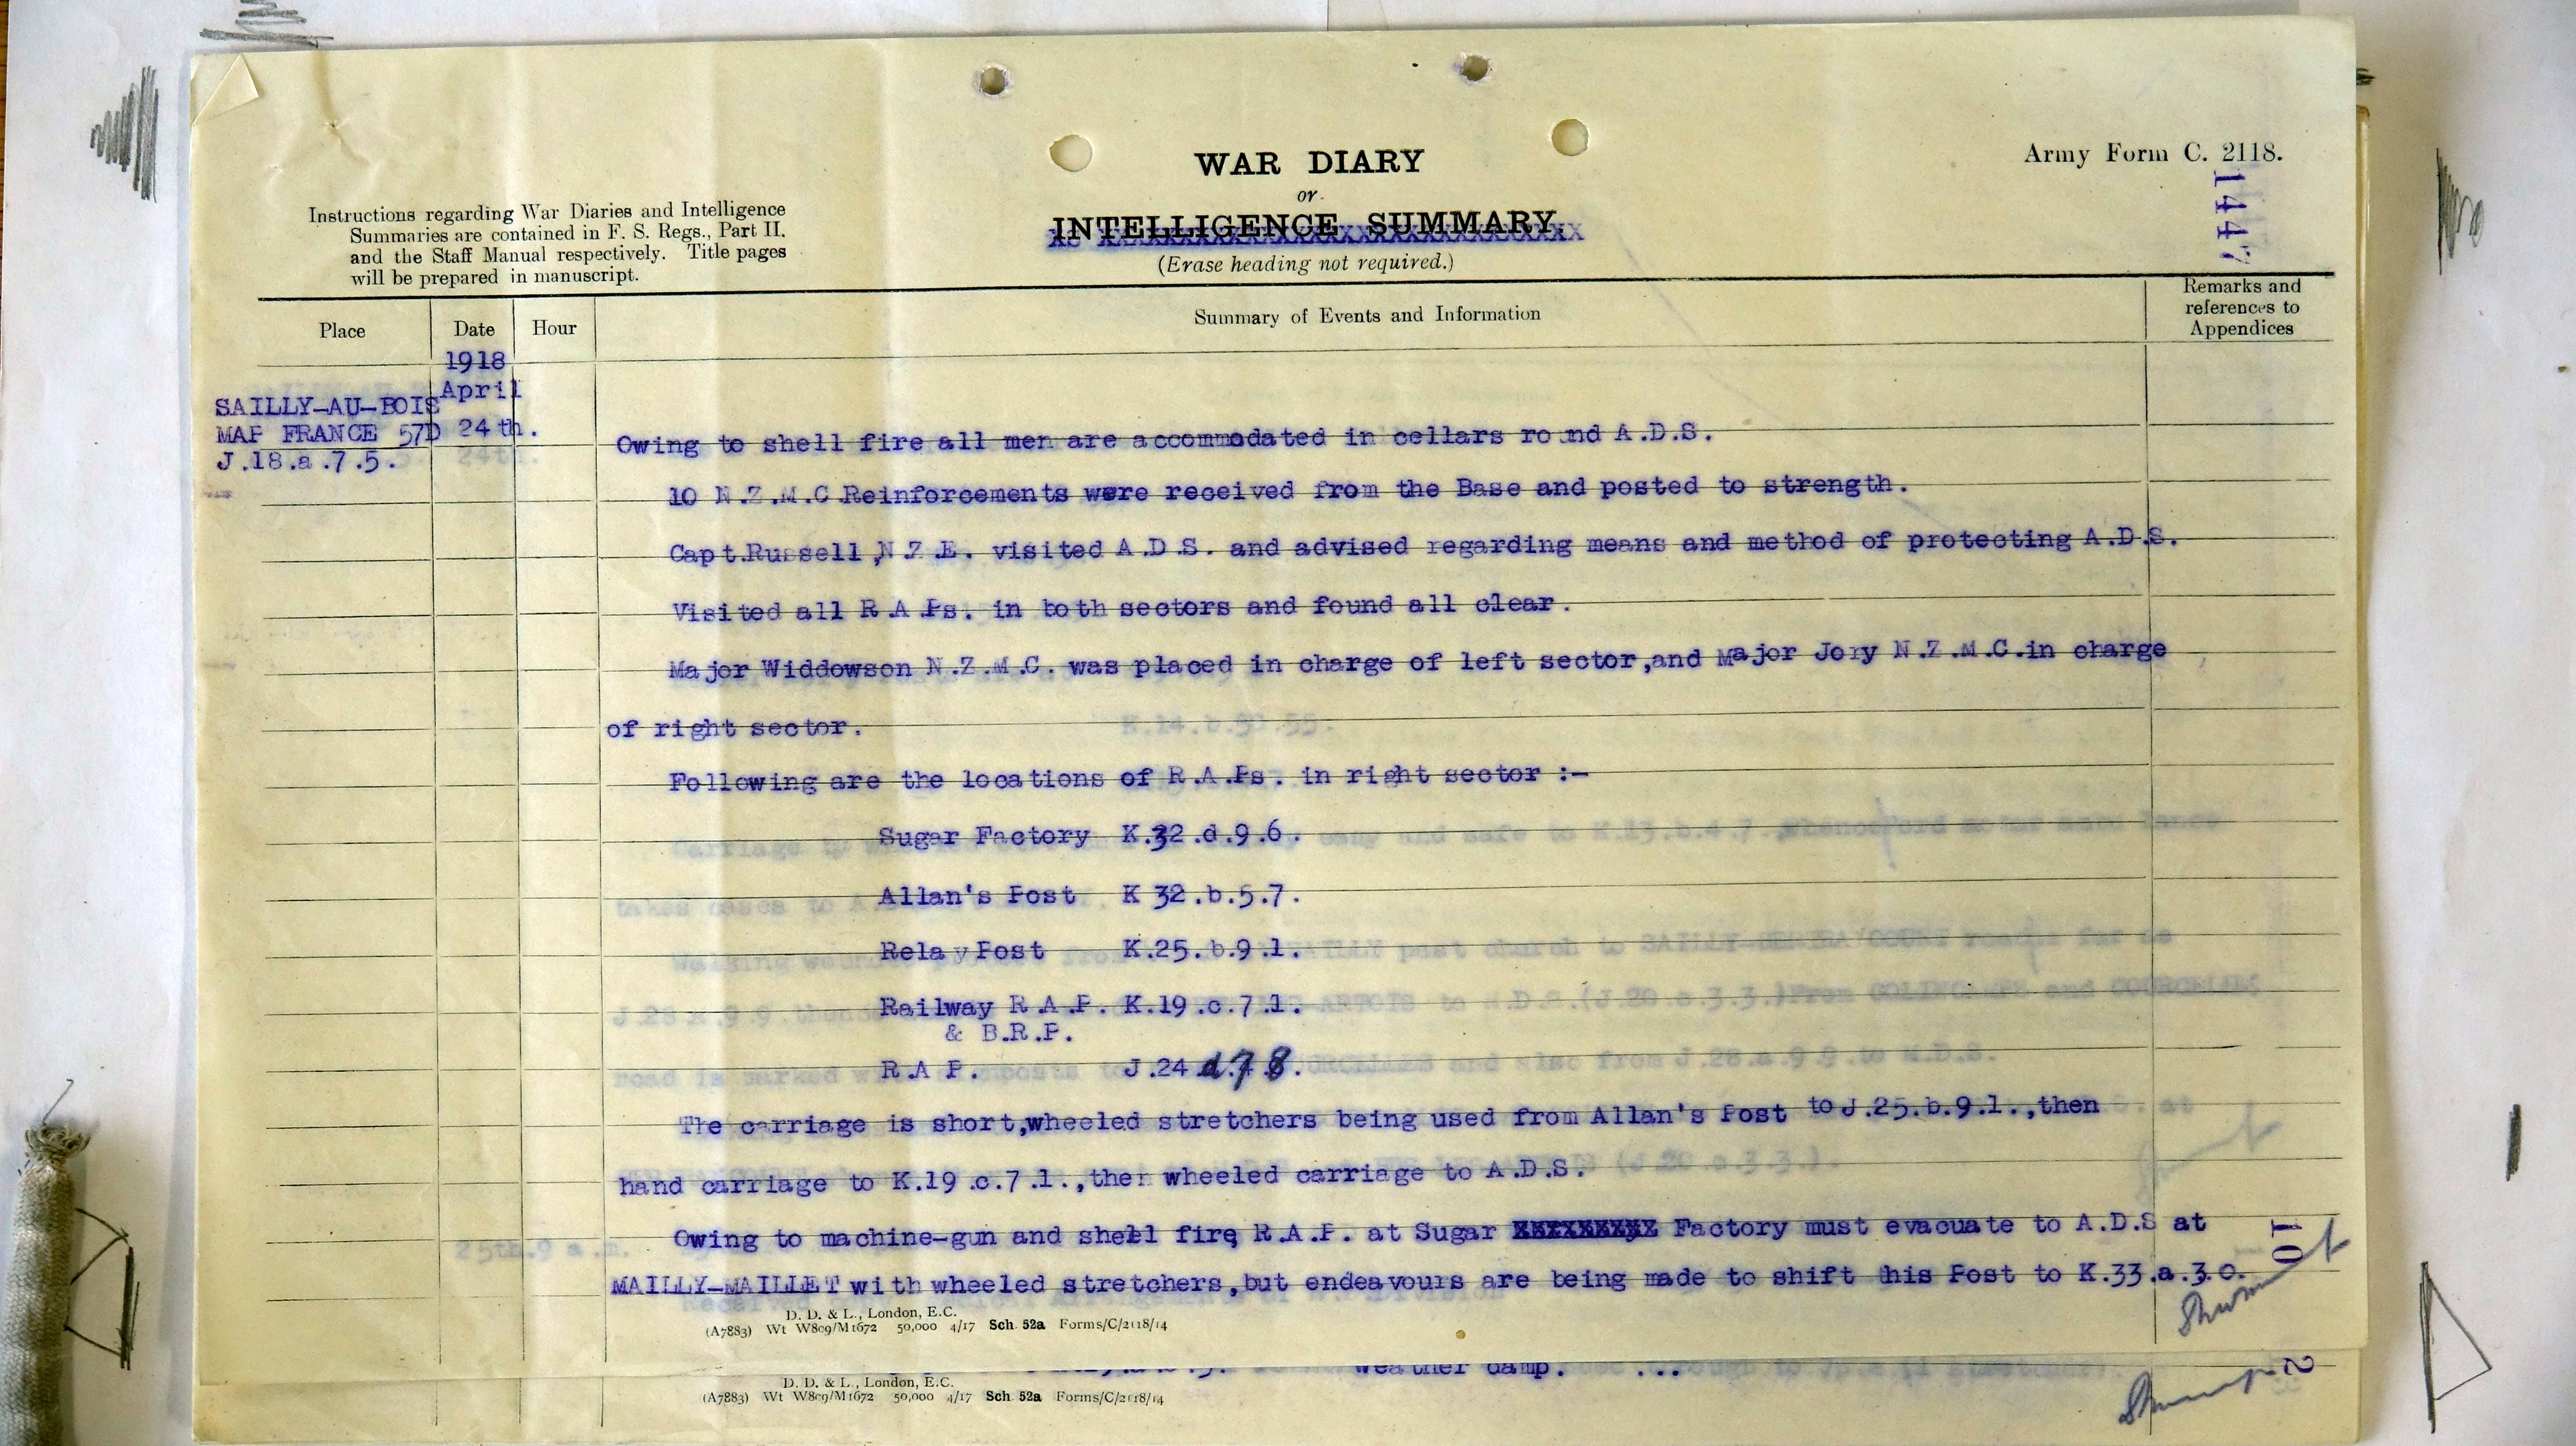 Army Form C. 2118.
1447
WAR DIARY
or
INTELLIGENCE SUMMARY.
(Erase heading not required.)
Instructions regarding War Diaries and Intelligence
Summaries are contained in F. S. Regs., Part II.
and the Staff Manual respectively. Title pages
will be prepared in manuscript.
Place Date Hour Summary of Events and Information Remarks and references to Appendices
1918
April
SAILLY-AU-BOIS
MAP FRANCE 57D 24th.
J.18.a.7.5.
Owing to shell fire all men are accommodated in cellars ro nd A.D.S.
10 N.Z.M.C Reinforcements were received from the Base and posted to strength.
Capt.Russell,N.Z.E. visited A.D.S. and advised regarding means and method of protecting A.D.S.
Visited all R.A.Ps. in both sectors and found all clear.
Major Widdowson N.Z.M.C. was placed in charge of left sector,and Major Jory N.Z.M.C.in charge
of right sector.
Following are the locations of R.A.Ps. in right sector :-
Sugar Factory K.32.d.9.6.
Allan's Post K 32.b.5.7.
Relay Post K.25.b.9.1.
Railway R.A.P. K.19.c.7.1.
& B.R.P.
R.A P. J.24.d.7.8.
The carriage is short,wheeled stretchers being used from Allan's Post to J.25.b.9.1.,then
hand carriage to K.19.c.7.1.,then wheeled carriage to A.D.S.
Owing to machine-gun and shell fire, R.A.P. at Sugar Factory must evacuate to A.D.S at
MAILLY-MAILLET with wheeled stretchers,but endeavours are being made to shift this Post to K.33.a.3.0.
10
D. D. & L., London, E.C.
(A7883) Wt W809/M1672 50,000 4/17 Sch. 52a Forms/C/2118/14
weather damp. ...
2
D. D. & L., London, E.C.
(A7883) Wt W809/M1672 50,000 4/17 Sch. 52a Forms/C/2118/14